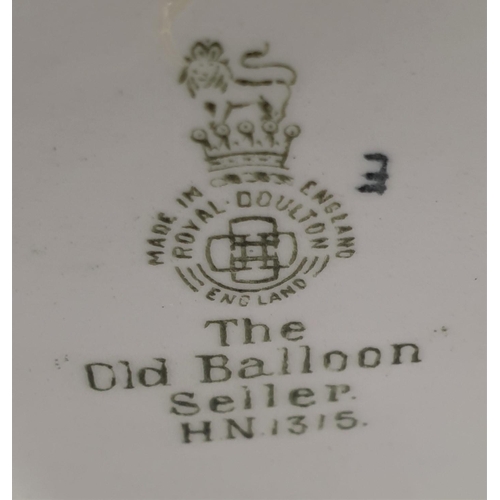 MADE IN ENGLAND
ROYAL·DOULTON
ENGLAND
The
Old Balloon
Seller.
H.N.1315.